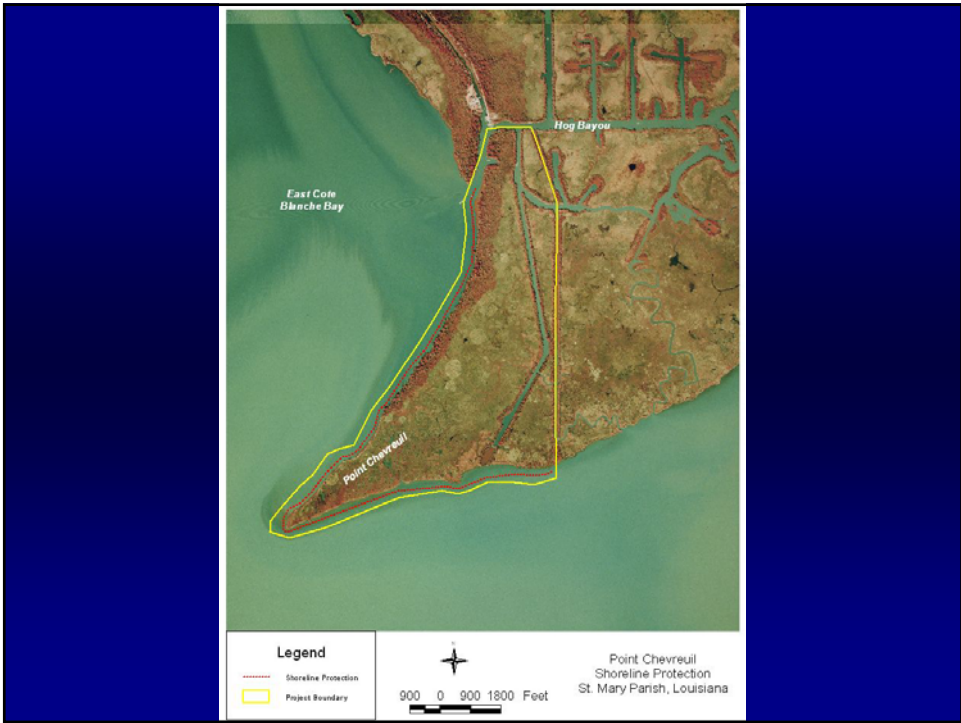 Hog Bayou
East Cote
Blanche Bay
Point Chevreuil
Legend
Shoreline Protection
Project Boundary
900 0 900 1800 Feet
Point Chevreuil
Shoreline Protection
St. Mary Parish, Louisiana